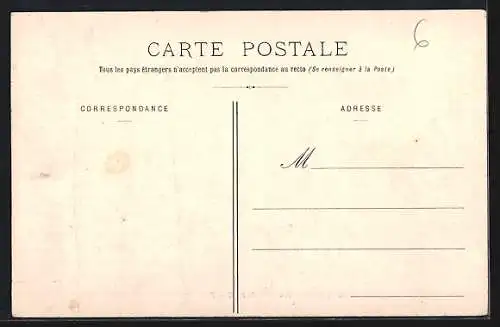 6
CARTE POSTALE
Tous les pays étrangers n'acceptent pas la correspondance au recto (Se renseigner à la Poste)
CORRESPONDANCE
ADRESSE
M